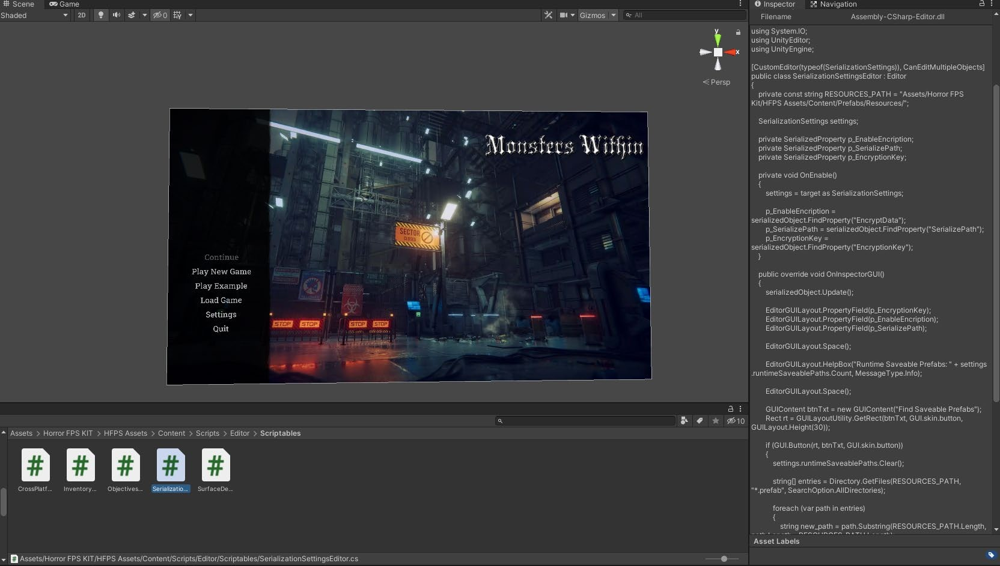 Scene
Game
Shaded
2D
0
Gizmos
All
y
x
Persp
Monsters Within
SECTOR
CLOSED
ZONE 12
STOP STOP STOP STOP
Continue
Play New Game
Play Example
Load Game
Settings
Quit
10
Assets > Horror FPS KIT > HFPS Assets > Content > Scripts > Editor > Scriptables
CrossPlatf...
Inventory...
Objectives...
Serializatio...
SurfaceDe...
Assets/Horror FPS KIT/HFPS Assets/Content/Scripts/Editor/Scriptables/SerializationSettingsEditor.cs
Inspector
Navigation
Filename Assembly-CSharp-Editor.dll
using System.IO;
using UnityEditor;
using UnityEngine;
[CustomEditor(typeof(SerializationSettings)), CanEditMultipleObjects]
public class SerializationSettingsEditor : Editor
{
private const string RESOURCES_PATH = "Assets/Horror FPS
Kit/HFPS Assets/Content/Prefabs/Resources/";
SerializationSettings settings;
private SerializedProperty p_EnableEncription;
private SerializedProperty p_SerializePath;
private SerializedProperty p_EncryptionKey;
private void OnEnable()
{
settings = target as SerializationSettings;
p_EnableEncription =
serializedObject.FindProperty("EncryptData");
p_SerializePath = serializedObject.FindProperty("SerializePath");
p_EncryptionKey =
serializedObject.FindProperty("EncryptionKey");
}
public override void OnInspectorGUI()
{
serializedObject.Update();
EditorGUILayout.PropertyField(p_EncryptionKey);
EditorGUILayout.PropertyField(p_EnableEncription);
EditorGUILayout.PropertyField(p_SerializePath);
EditorGUILayout.Space();
EditorGUILayout.HelpBox("Runtime Saveable Prefabs: " + settings
.runtimeSaveablePaths.Count, MessageType.Info);
EditorGUILayout.Space();
GUIContent btnTxt = new GUIContent("Find Saveable Prefabs");
Rect rt = GUILayoutUtility.GetRect(btnTxt, GUI.skin.button,
GUILayout.Height(30));
if (GUI.Button(rt, btnTxt, GUI.skin.button))
{
settings.runtimeSaveablePaths.Clear();
string[] entries = Directory.GetFiles(RESOURCES_PATH,
"*.prefab", SearchOption.AllDirectories);
foreach (var path in entries)
{
string new_path = path.Substring(RESOURCES_PATH.Length,
Asset Labels